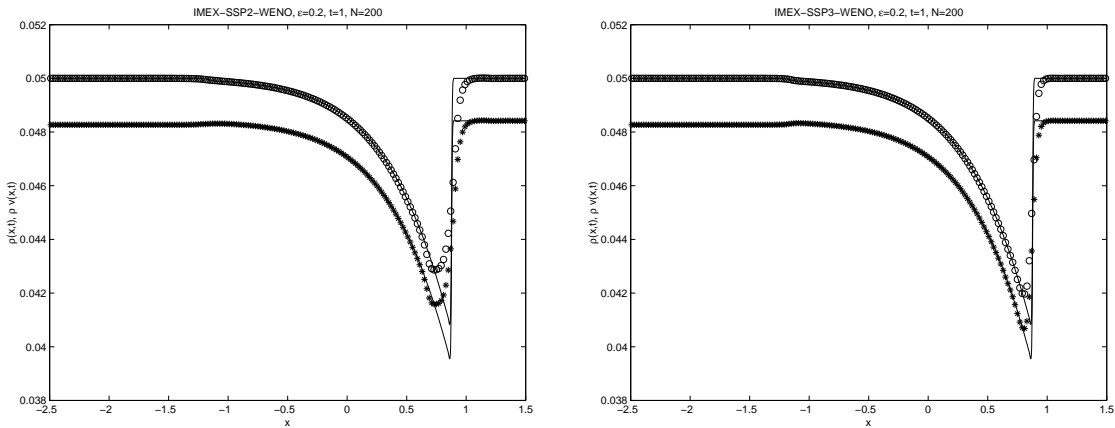 IMEX−SSP2−WENO, ε=0.2, t=1, N=200
0.052
0.05
0.048
0.046
0.044
0.042
0.04
0.038
ρ(x,t), ρ v(x,t)
−2.5 −2 −1.5 −1 −0.5 0 0.5 1 1.5
x
IMEX−SSP3−WENO, ε=0.2, t=1, N=200
0.052
0.05
0.048
0.046
0.044
0.042
0.04
0.038
ρ(x,t), ρ v(x,t)
−2.5 −2 −1.5 −1 −0.5 0 0.5 1 1.5
x